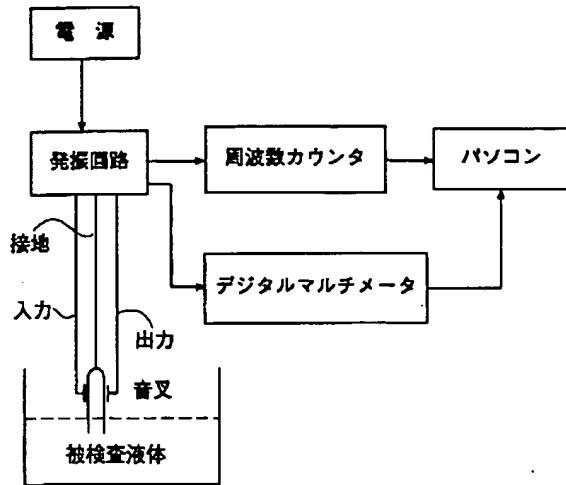 電 源
発振回路
周波数カウンタ
パソコン
接地
デジタルマルチメータ
入力
出力
音叉
被検査液体